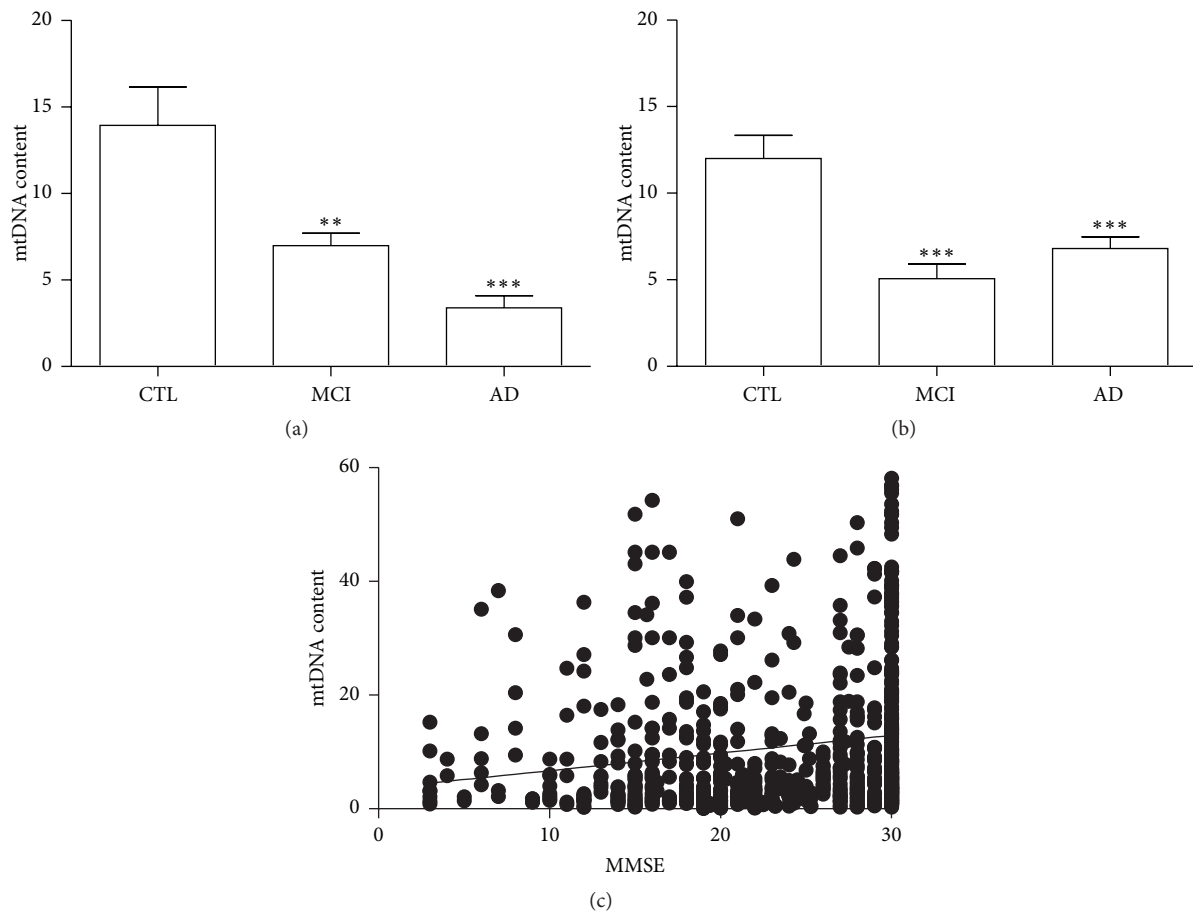 20
15
10
5
0
mtDNA content
**
***
CTL
MCI
AD
(a)
20
15
10
5
0
mtDNA content
***
***
CTL
MCI
AD
(b)
60
40
20
0
mtDNA content
0
10
20
30
MMSE
(c)